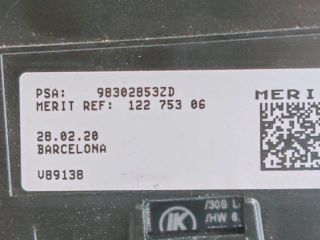 PSA: 98302853ZD
MERIT REF: 122 753 06
MERI
28.02.20
BARCELONA
V89138
/30S L
IK /HW 6